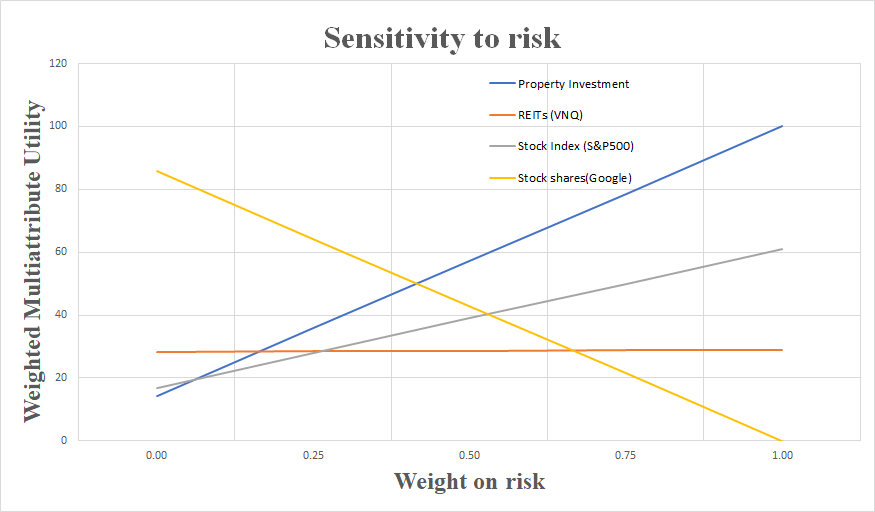 Sensitivity to risk
120
100
80
60
40
20
0
Weighted Multiattribute Utility
Property Investment
REITs (VNQ)
Stock Index (S&P500)
Stock shares(Google)
0.00 0.25 0.50 0.75 1.00
Weight on risk